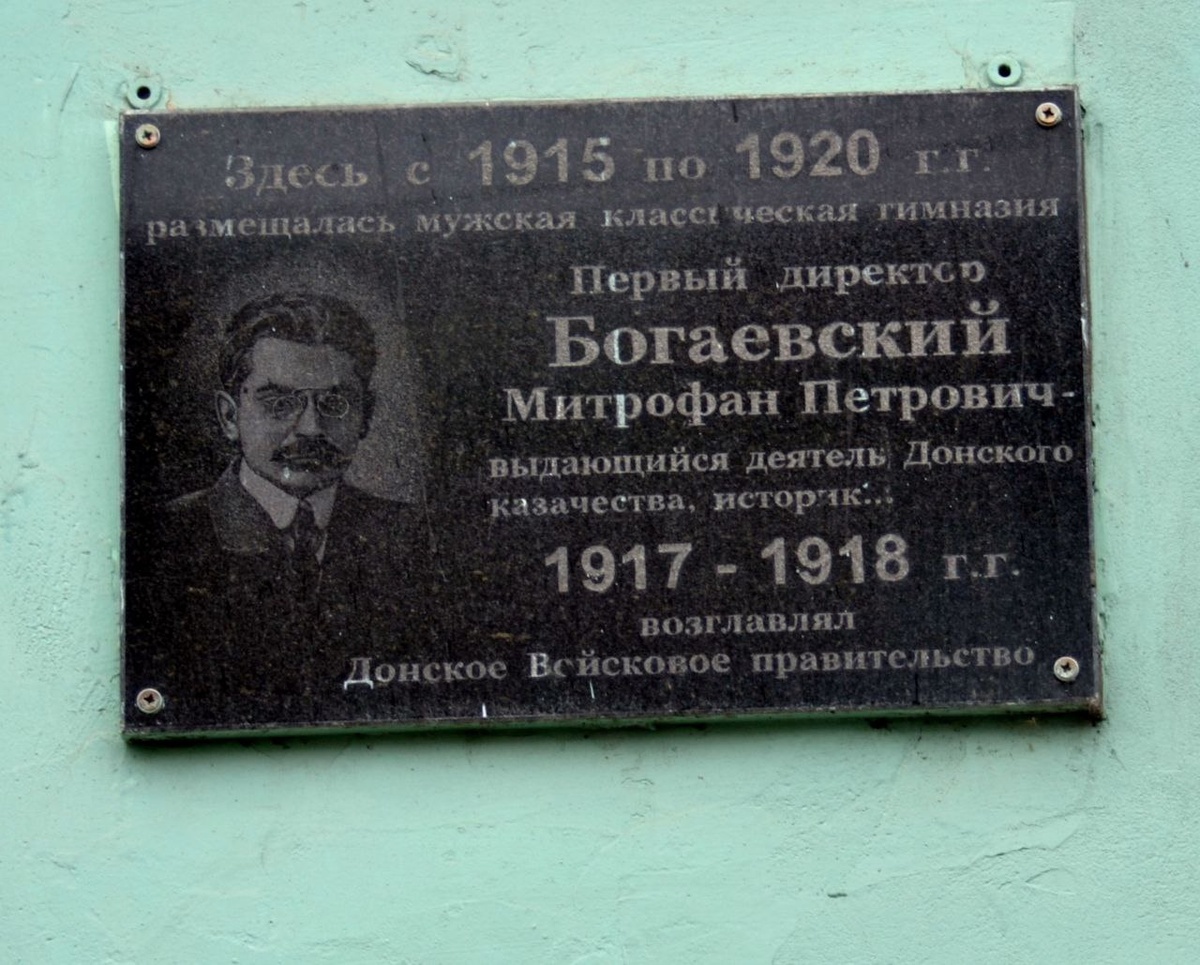 Здесь с 1915 по 1920 г.г.
размещалась мужская классическая гимназия
Первый директор
Богаевский
Митрофан Петрович-
выдающийся деятель Донского
казачества, историк...
1917 - 1918 г.г.
возглавлял
Донское Войсковое правительство